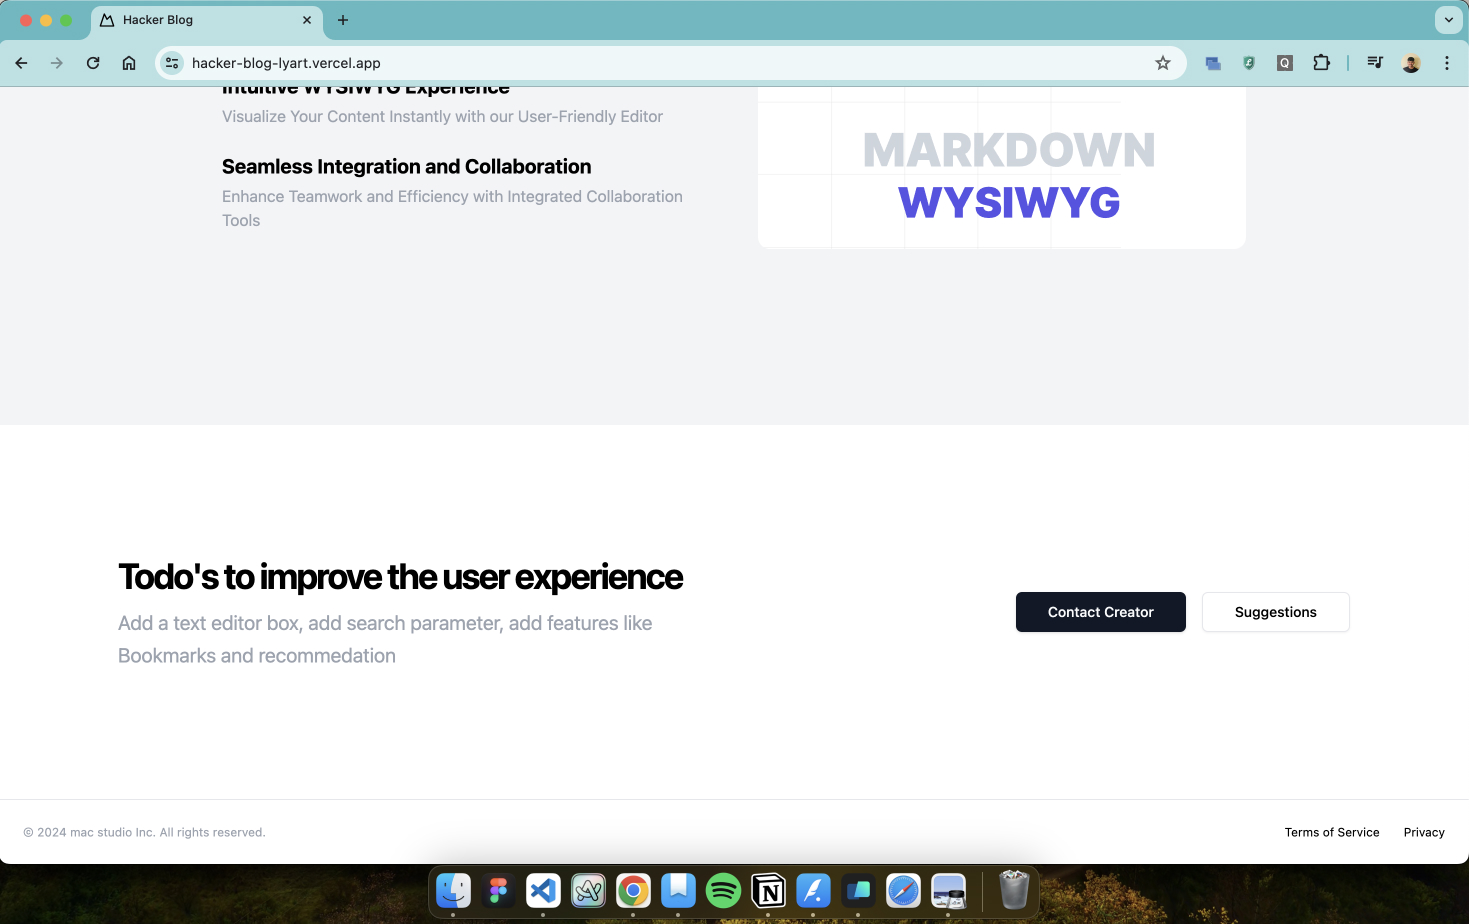 Hacker Blog
hacker-blog-lyart.vercel.app
Intuitive WYSIWYG Experience
Visualize Your Content Instantly with our User-Friendly Editor
Seamless Integration and Collaboration
Enhance Teamwork and Efficiency with Integrated Collaboration
Tools
MARKDOWN
WYSIWYG
Todo's to improve the user experience
Add a text editor box, add search parameter, add features like
Bookmarks and recommedation
Contact Creator
Suggestions
© 2024 mac studio Inc. All rights reserved.
Terms of Service
Privacy